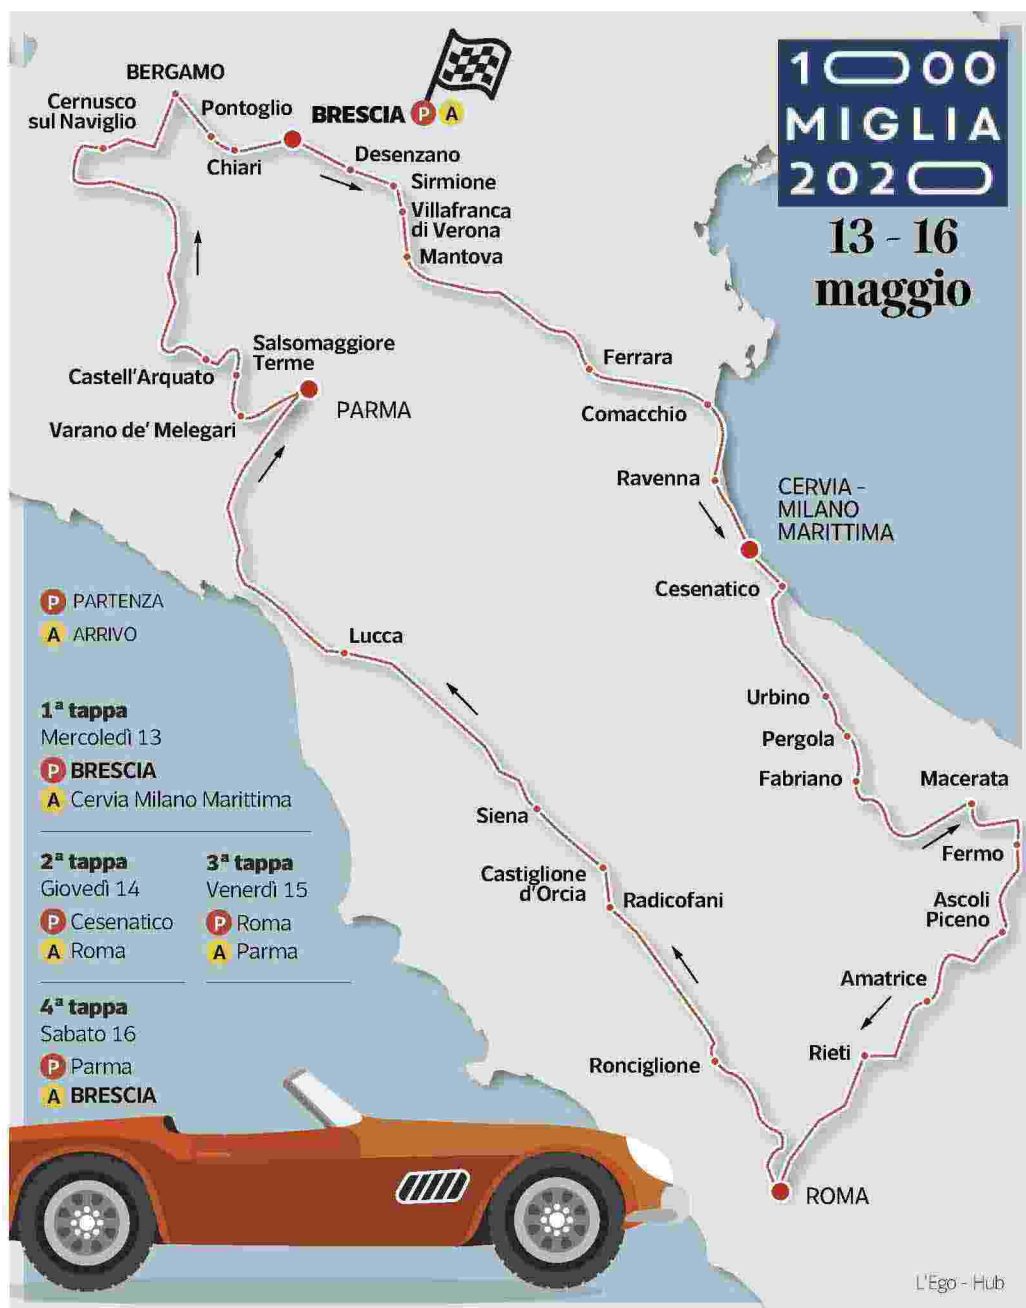 1000
MIGLIA
2020
13 - 16
maggio
BERGAMO
Cernusco
sul Naviglio
Pontoglio
BRESCIA P A
Chiari
Desenzano
Sirmione
Villafranca
di Verona
Mantova
Salsomaggiore
Terme
Castell'Arquato
PARMA
Varano de' Melegari
Ferrara
Comacchio
Ravenna
CERVIA -
MILANO
MARITTIMA
Cesenatico
P PARTENZA
A ARRIVO
Lucca
Urbino
Pergola
Fabriano
Macerata
Fermo
Ascoli
Piceno
Amatrice
Rieti
Siena
Castiglione
d'Orcia
Radicofani
Ronciglione
ROMA
1ª tappa
Mercoledì 13
P BRESCIA
A Cervia Milano Marittima
2ª tappa
Giovedì 14
P Cesenatico
A Roma
3ª tappa
Venerdì 15
P Roma
A Parma
4ª tappa
Sabato 16
P Parma
A BRESCIA
L'Ego - Hub